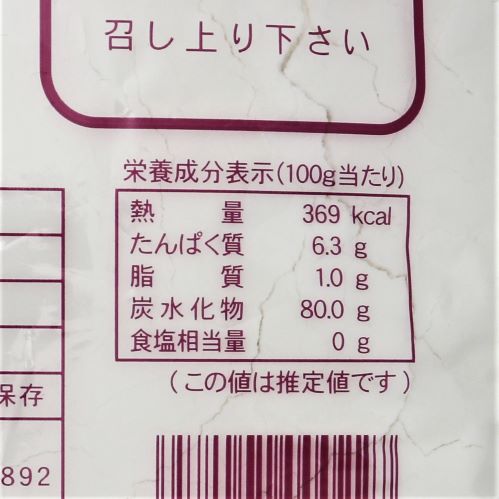 召し上り下さい
栄養成分表示(100g当たり)
熱 量 369 kcal
たんぱく質 6.3 g
脂 質 1.0 g
炭水化物 80.0 g
食塩相当量 0 g
(この値は推定値です)
保存
892